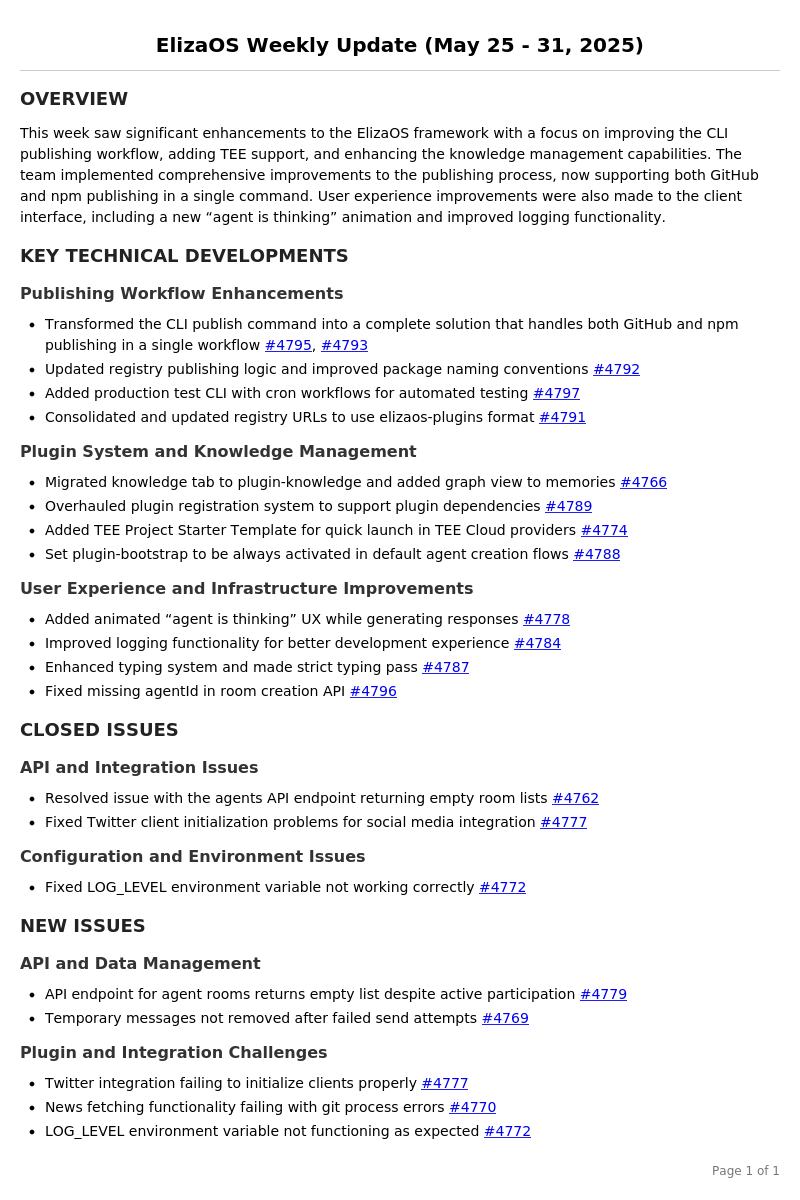 ElizaOS Weekly Update (May 25 - 31, 2025)
OVERVIEW
This week saw significant enhancements to the ElizaOS framework with a focus on improving the CLI
publishing workflow, adding TEE support, and enhancing the knowledge management capabilities. The
team implemented comprehensive improvements to the publishing process, now supporting both GitHub
and npm publishing in a single command. User experience improvements were also made to the client
interface, including a new “agent is thinking” animation and improved logging functionality.
KEY TECHNICAL DEVELOPMENTS
Publishing Workflow Enhancements
• Transformed the CLI publish command into a complete solution that handles both GitHub and npm
publishing in a single workflow #4795, #4793
• Updated registry publishing logic and improved package naming conventions #4792
• Added production test CLI with cron workflows for automated testing #4797
• Consolidated and updated registry URLs to use elizaos-plugins format #4791
Plugin System and Knowledge Management
• Migrated knowledge tab to plugin-knowledge and added graph view to memories #4766
• Overhauled plugin registration system to support plugin dependencies #4789
• Added TEE Project Starter Template for quick launch in TEE Cloud providers #4774
• Set plugin-bootstrap to be always activated in default agent creation flows #4788
User Experience and Infrastructure Improvements
• Added animated “agent is thinking” UX while generating responses #4778
• Improved logging functionality for better development experience #4784
• Enhanced typing system and made strict typing pass #4787
• Fixed missing agentId in room creation API #4796
CLOSED ISSUES
API and Integration Issues
• Resolved issue with the agents API endpoint returning empty room lists #4762
• Fixed Twitter client initialization problems for social media integration #4777
Configuration and Environment Issues
• Fixed LOG_LEVEL environment variable not working correctly #4772
NEW ISSUES
API and Data Management
• API endpoint for agent rooms returns empty list despite active participation #4779
• Temporary messages not removed after failed send attempts #4769
Plugin and Integration Challenges
• Twitter integration failing to initialize clients properly #4777
• News fetching functionality failing with git process errors #4770
• LOG_LEVEL environment variable not functioning as expected #4772
Page 1 of 1